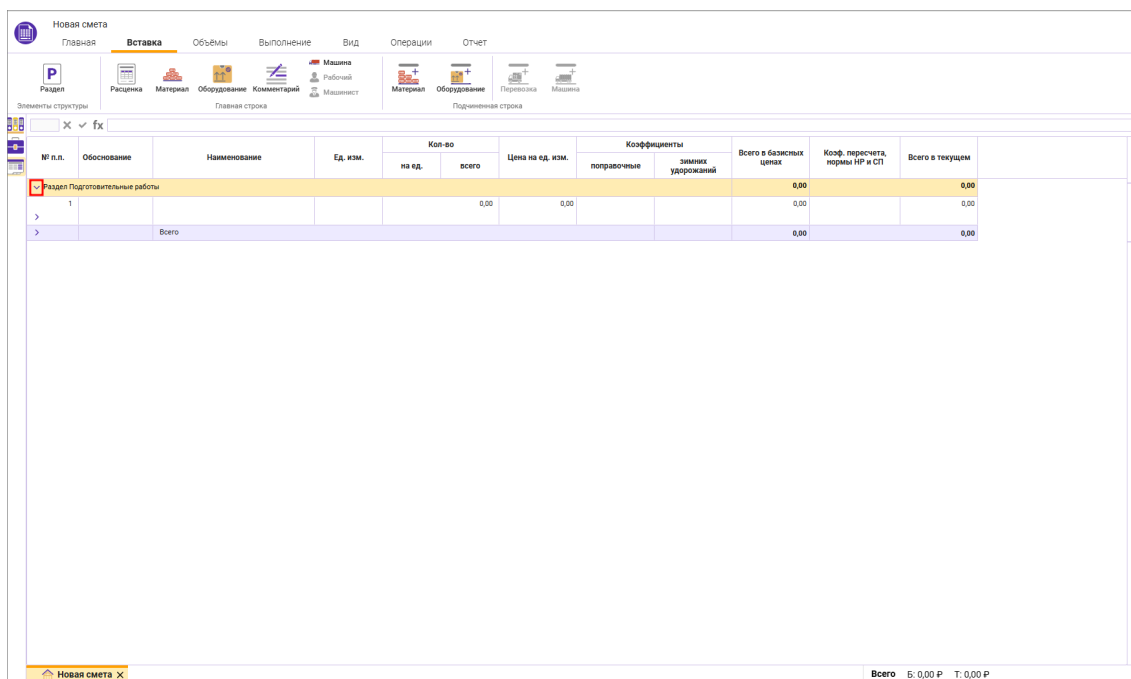 Новая смета
Главная Вставка Объёмы Выполнение Вид Операции Отчет
Р
Раздел Расценка Материал Оборудование Комментарий
Машина
Рабочий
Машинист
Материал Оборудование Перевозка Машина
Элементы структуры Главная строка Подчиненная строка
fx
№ п.п. Обоснование Наименование Ед. изм. Кол-во Цена на ед. изм. Коэффициенты Всего в базисных ценах Коэф. пересчета, нормы НР и СП Всего в текущем
на ед. всего поправочные зимних удорожаний
Раздел Подготовительные работы 0,00 0,00
1 0,00 0,00 0,00 0,00
Всего 0,00 0,00
Новая смета Всего Б: 0,00 ₽ Т: 0,00 ₽